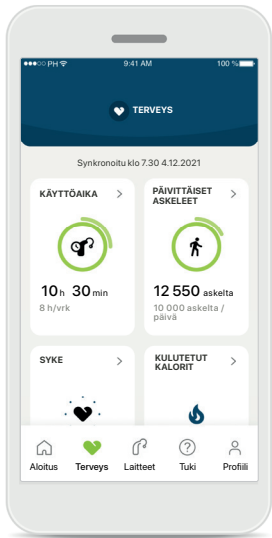 PH
9:41 AM
100 %
TERVEYS
Synkronoitu klo 7.30 4.12.2021
KÄYTTÖAIKA
PÄIVITTÄISET
ASKELEET
10 h 30 min
8 h/vrk
12 550 askelta
10 000 askelta /
päivä
SYKE
KULUTETUT
KALORIT
Aloitus
Terveys
Laitteet
Tuki
Profiili